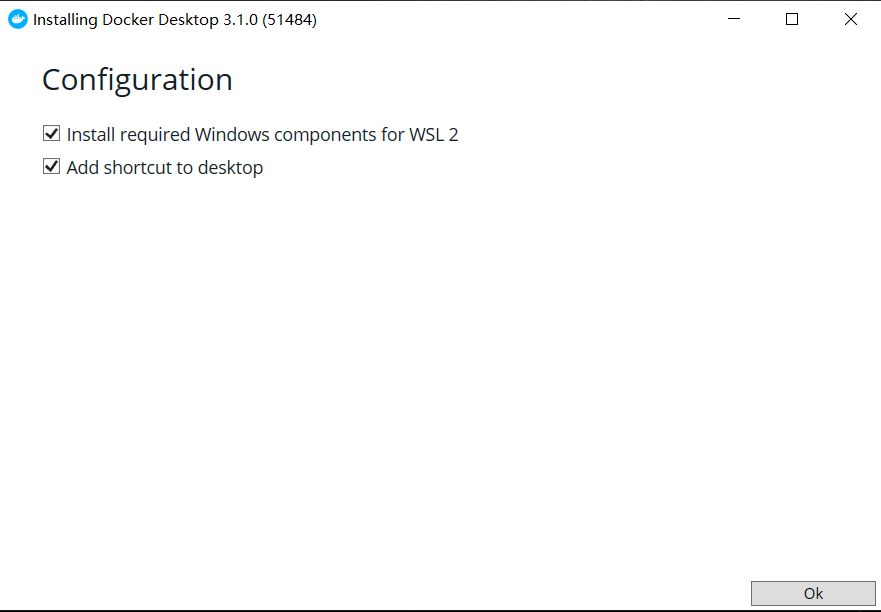 Installing Docker Desktop 3.1.0 (51484)
Configuration
Install required Windows components for WSL 2
Add shortcut to desktop
Ok